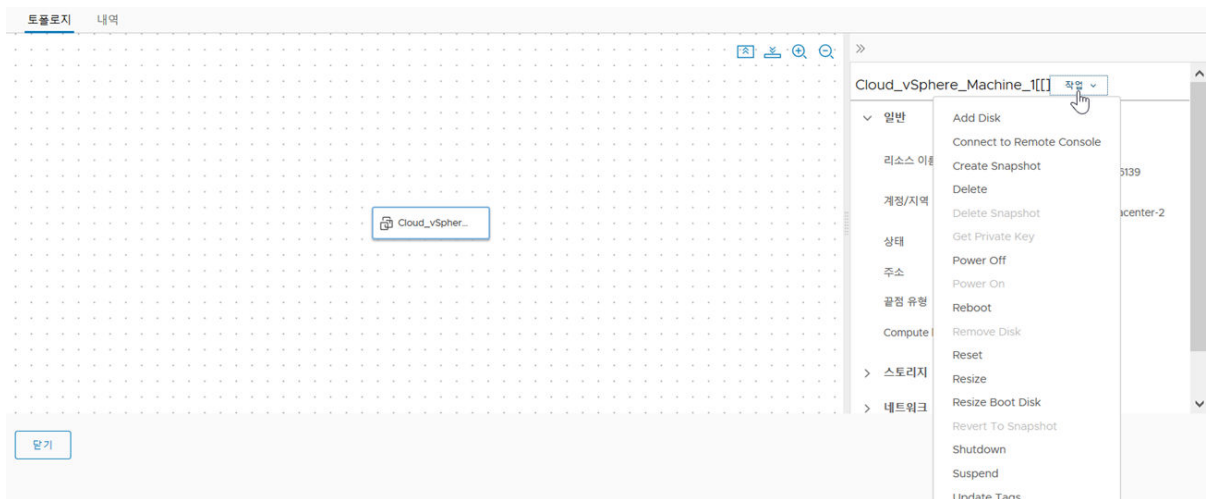 토폴로지
내역
Cloud_vSpher...
Cloud_vSphere_Machine_1[[]
작업
일반
리소스 이름
6139
계정/지역
acenter-2
상태
주소
끝점 유형
Compute
스토리지
네트워크
Add Disk
Connect to Remote Console
Create Snapshot
Delete
Delete Snapshot
Get Private Key
Power Off
Power On
Reboot
Remove Disk
Reset
Resize
Resize Boot Disk
Revert To Snapshot
Shutdown
Suspend
Update Tags
닫기